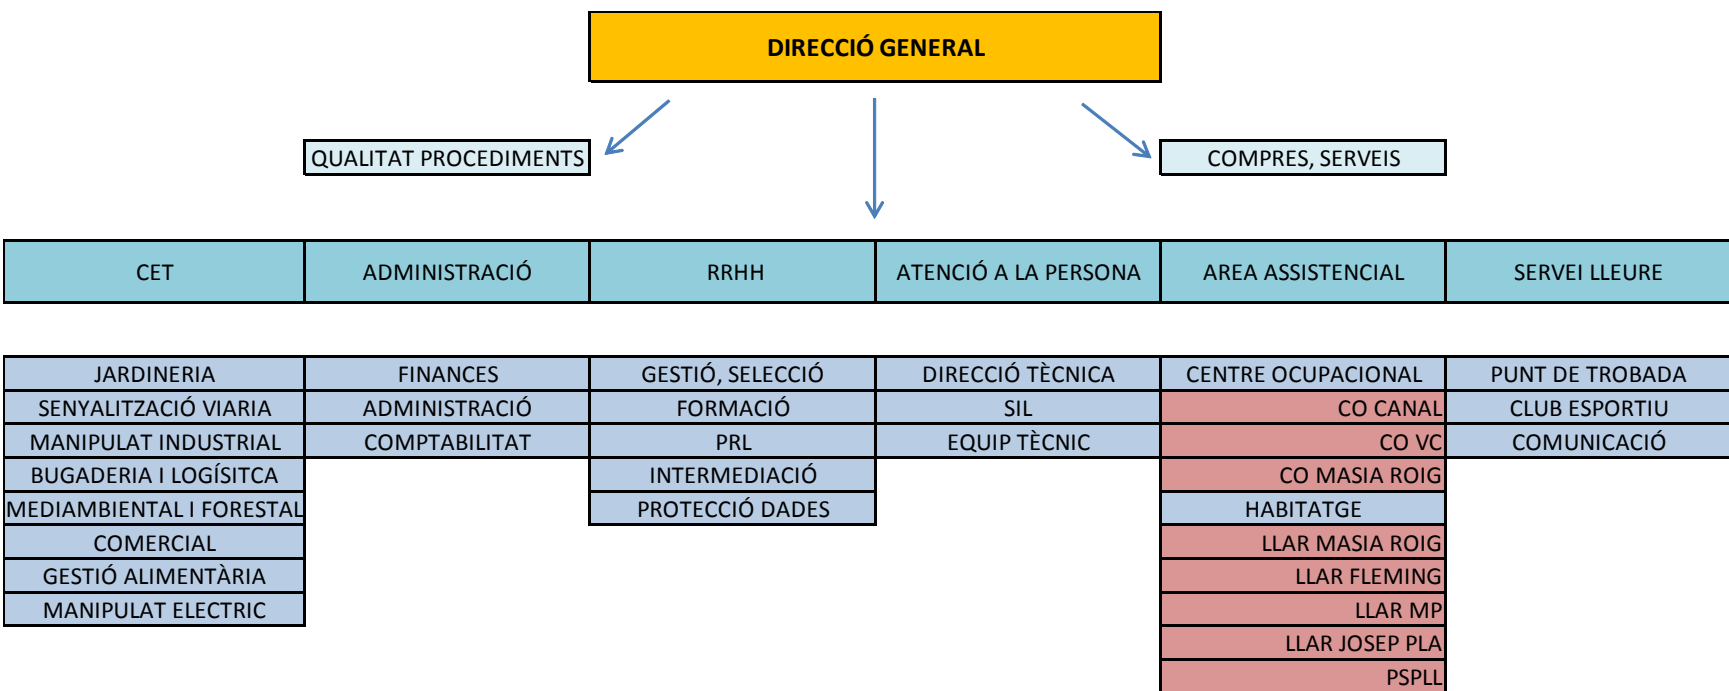 DIRECCIÓ GENERAL
QUALITAT PROCEDIMENTS
COMPRES, SERVEIS
CET
ADMINISTRACIÓ
RRHH
ATENCIÓ A LA PERSONA
AREA ASSISTENCIAL
SERVEI LLEURE
JARDINERIA
FINANCES
GESTIÓ, SELECCIÓ
DIRECCIÓ TÈCNICA
CENTRE OCUPACIONAL
PUNT DE TROBADA
SENYALITZACIÓ VIARIA
ADMINISTRACIÓ
FORMACIÓ
SIL
CO CANAL
CLUB ESPORTIU
MANIPULAT INDUSTRIAL
COMPTABILITAT
PRL
EQUIP TÈCNIC
CO VC
COMUNICACIÓ
BUGADERIA I LOGÍSITCA
INTERMEDIACIÓ
CO MASIA ROIG
MEDIAMBIENTAL I FORESTAL
PROTECCIÓ DADES
HABITATGE
COMERCIAL
LLAR MASIA ROIG
GESTIÓ ALIMENTÀRIA
LLAR FLEMING
MANIPULAT ELECTRIC
LLAR MP
LLAR JOSEP PLA
PSPLL